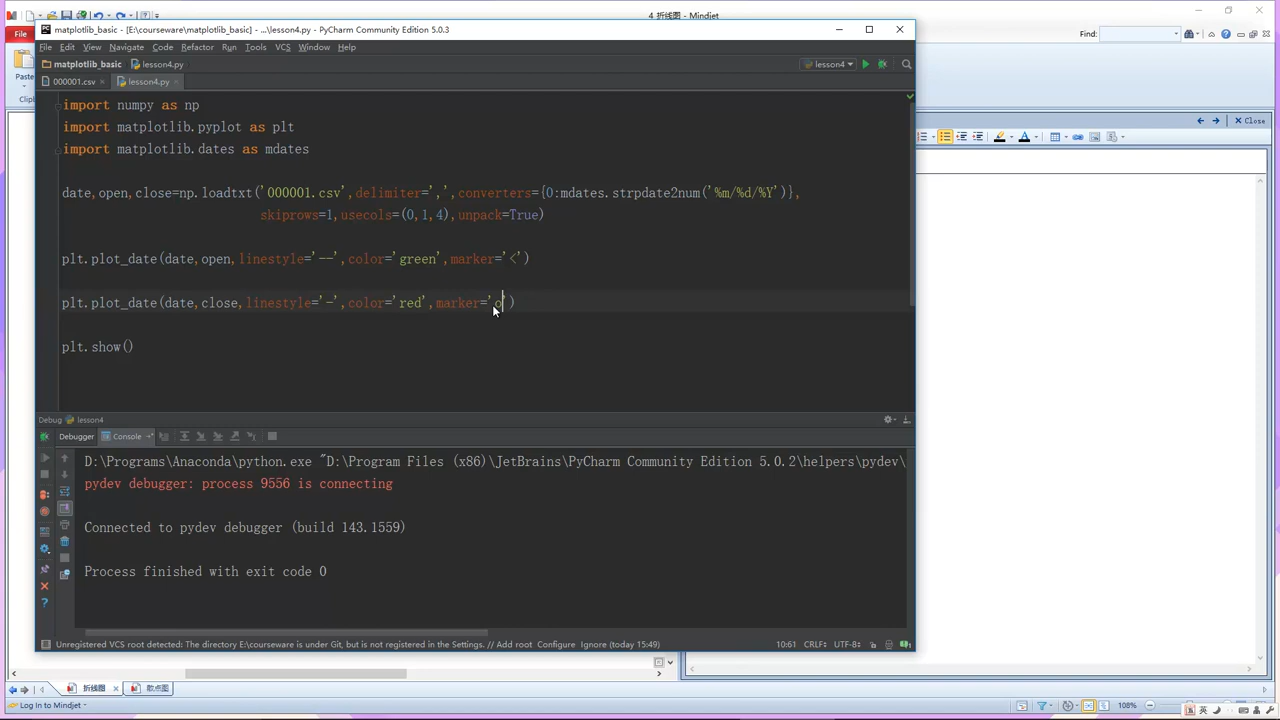 4 折线图 - Mindjet
matplotlib_basic - [E:\courseware\matplotlib_basic] - ...\lesson4.py - PyCharm Community Edition 5.0.3
File
Find:
File Edit View Navigate Code Refactor Run Tools VCS Window Help
matplotlib_basic lesson4.py
lesson4
Paste
000001.csv lesson4.py
Clipb
import numpy as np
import matplotlib.pyplot as plt
import matplotlib.dates as mdates
Close
date,open,close=np.loadtxt('000001.csv',delimiter=',',converters={0:mdates.strpdate2num('%m/%d/%Y')},
skiprows=1,usecols=(0,1,4),unpack=True)
plt.plot_date(date,open,linestyle='--',color='green',marker='<')
plt.plot_date(date,close,linestyle='-',color='red',marker='o')
plt.show()
Debug lesson4
Debugger Console
D:\Programs\Anaconda\python.exe "D:\Program Files (x86)\JetBrains\PyCharm Community Edition 5.0.2\helpers\pydev\
pydev debugger: process 9556 is connecting
Connected to pydev debugger (build 143.1559)
Process finished with exit code 0
Unregistered VCS root detected: The directory E:\courseware is under Git, but is not registered in the Settings. // Add root Configure Ignore (today 15:49)
10:61 CRLF UTF-8
折线图 散点图
Log In to Mindjet
108%
英